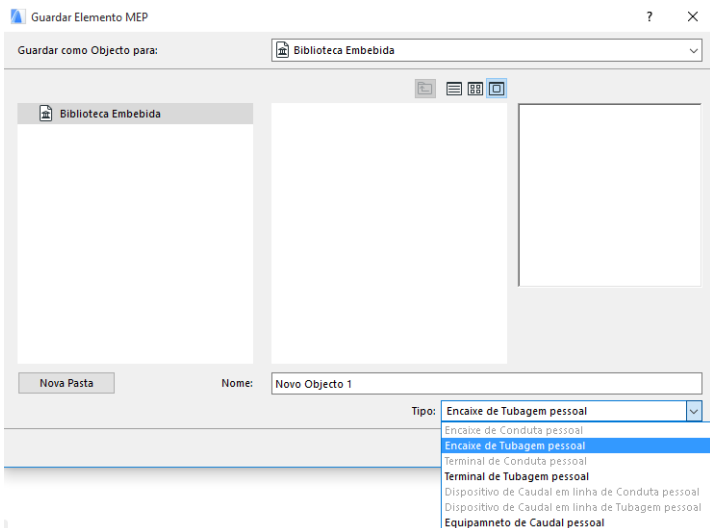 Guardar Elemento MEP
?
Guardar como Objecto para:
Biblioteca Embebida
Biblioteca Embebida
Nova Pasta
Nome:
Novo Objecto 1
Tipo:
Encaixe de Tubagem pessoal
Encaixe de Conduta pessoal
Encaixe de Tubagem pessoal
Terminal de Conduta pessoal
Terminal de Tubagem pessoal
Dispositivo de Caudal em linha de Conduta pessoal
Dispositivo de Caudal em linha de Tubagem pessoal
Equipamneto de Caudal pessoal